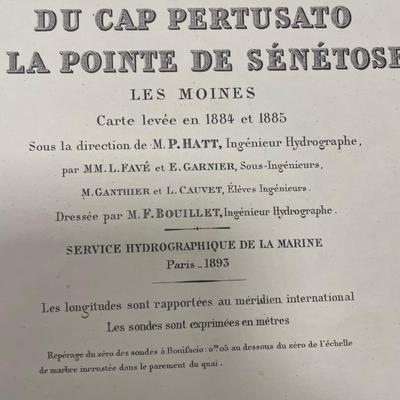 DU CAP PERTUSATO
LA POINTE DE SÉNÉTOSE
LES MOINES
Carte levée en 1884 et 1885
Sous la direction de M. P. HATT, Ingénieur Hydrographe,
par MM. L. FAVÉ et E. GARNIER, Sous-Ingénieurs,
M. GANTHIER et L. CAUVET, Élèves Ingénieurs.
Dressée par M. F. BOUILLET, Ingénieur Hydrographe.
SERVICE HYDROGRAPHIQUE DE LA MARINE
Paris _ 1893
Les longitudes sont rapportées au méridien international
Les sondes sont exprimées en mètres
Repérage du zéro des sondes à Bonifacio: 0m05 au dessous du zéro de l'échelle
de marbre incrustée dans le parement du quai.